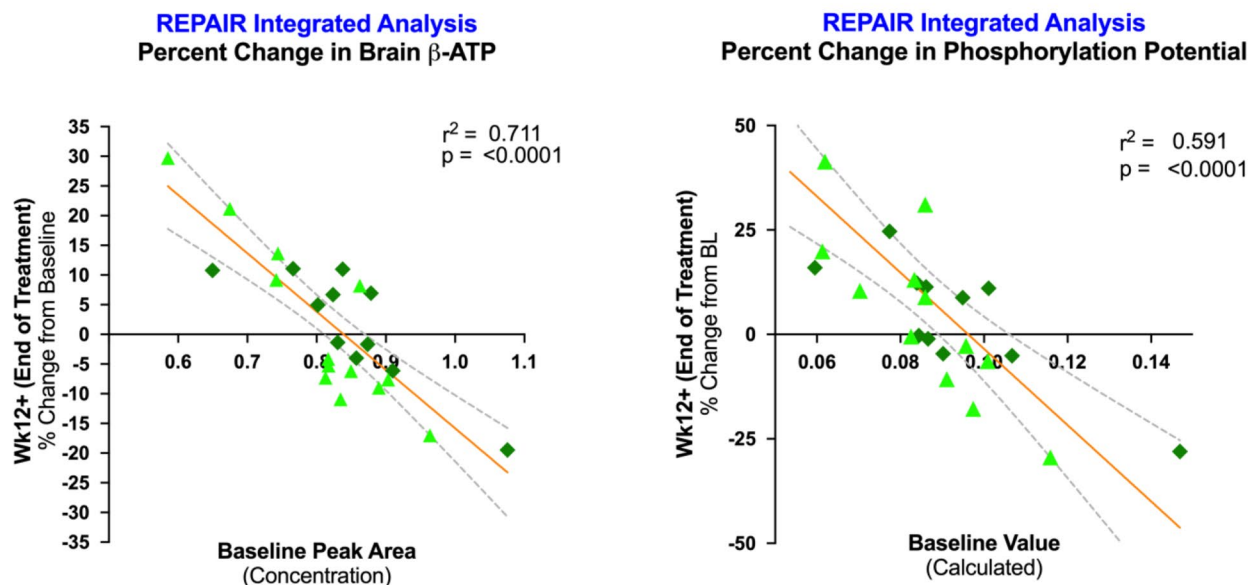 REPAIR Integrated Analysis
Percent Change in Brain β-ATP
r² = 0.711
p = <0.0001
Wk12+ (End of Treatment)
% Change from Baseline
35
30
25
20
15
10
5
0
-5
-10
-15
-20
-25
-30
-35
0.6
0.7
0.8
0.9
1.0
1.1
Baseline Peak Area
(Concentration)
REPAIR Integrated Analysis
Percent Change in Phosphorylation Potential
r² = 0.591
p = <0.0001
Wk12+ (End of Treatment)
% Change from BL
50
25
0
-25
-50
0.06
0.08
0.10
0.12
0.14
Baseline Value
(Calculated)